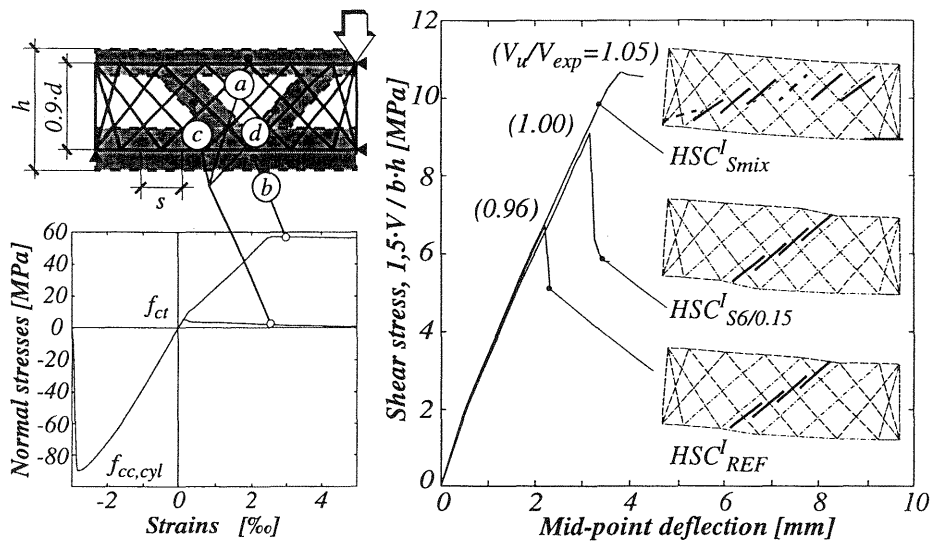 h
0.9·d
a
c
d
b
s
Normal stresses [MPa]
60
40
20
0
-20
-40
-60
-80
f_ct
f_cc,cyl
-2
0
2
4
Strains [‰]
Shear stress, 1,5·V / b·h [MPa]
12
10
8
6
4
2
0
(V_u/V_exp=1.05)
(1.00)
(0.96)
HSC^I_Smix
HSC^I_S6/0.15
HSC^I_REF
0
2
4
6
8
10
Mid-point deflection [mm]